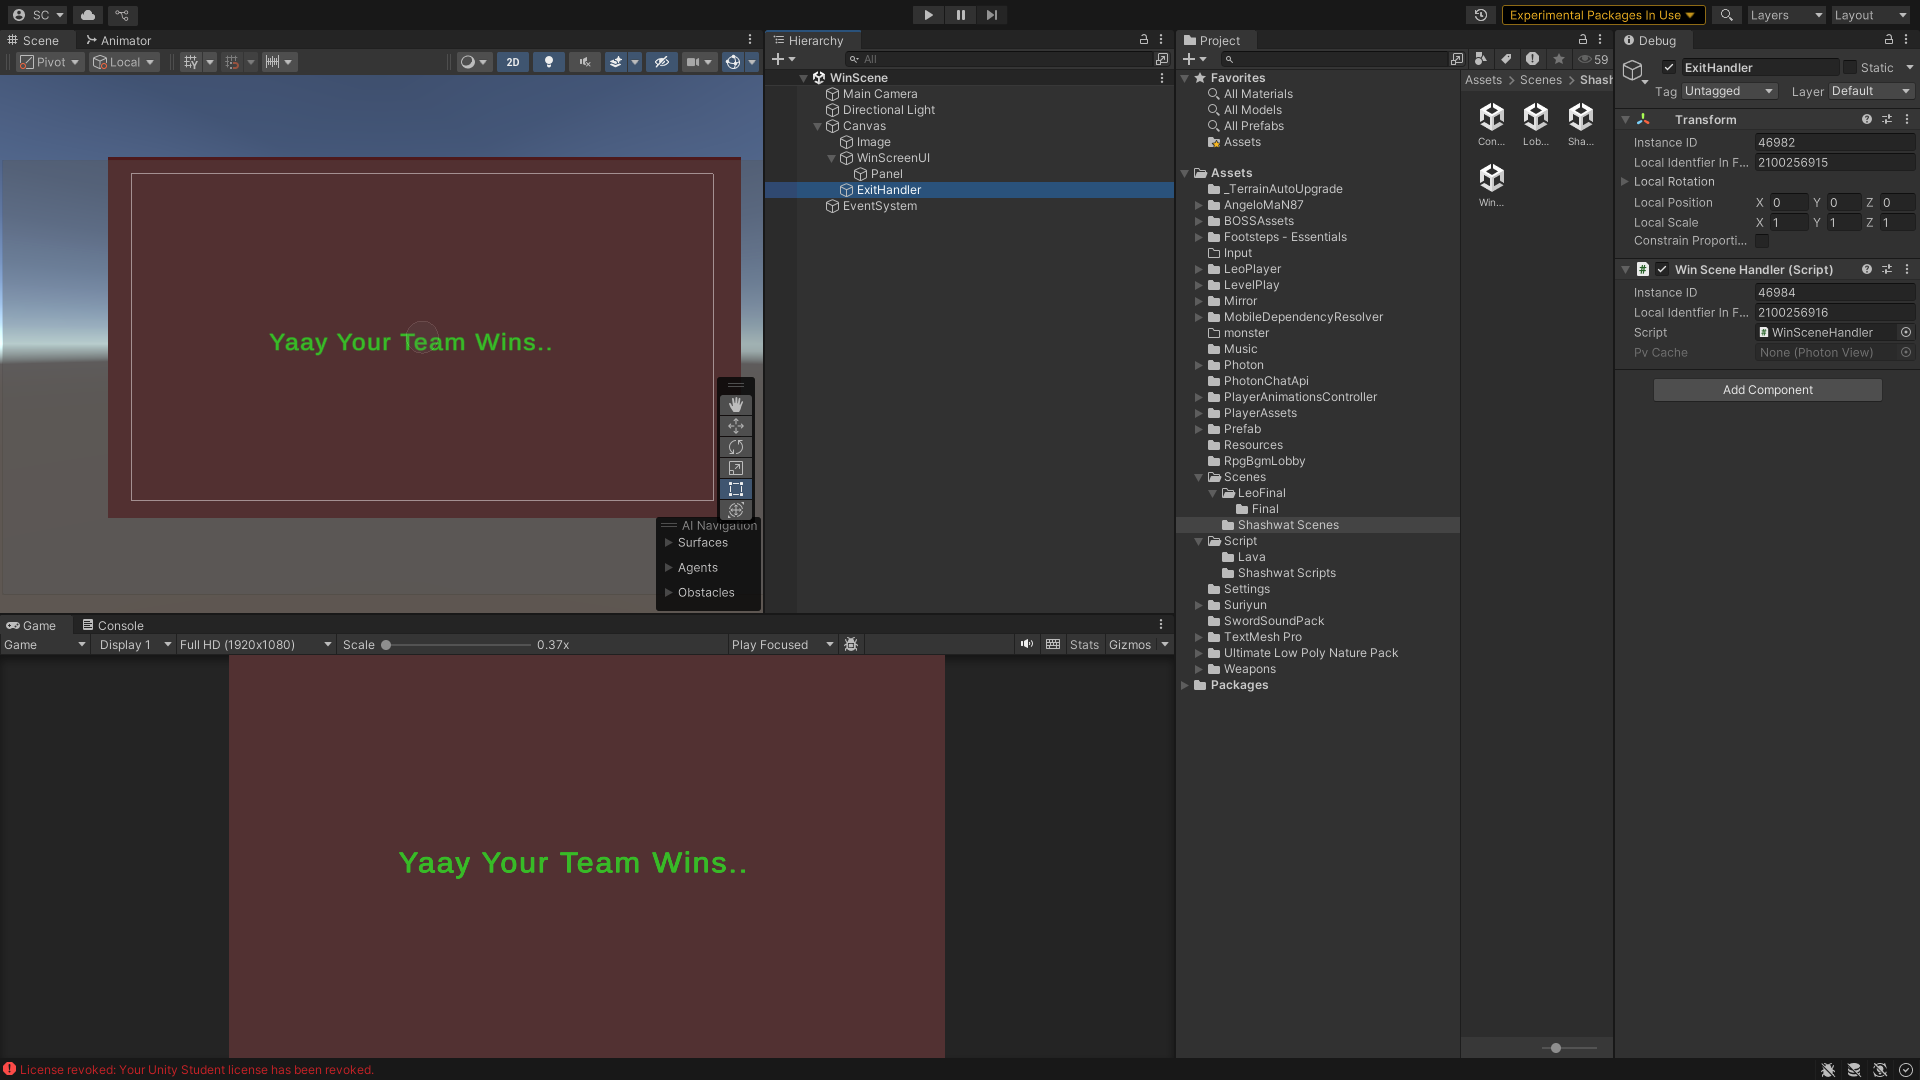 SC
Experimental Packages In Use
Layers
Layout
Scene
Animator
Pivot
Local
2D
Yaay Your Team Wins..
AI Navigation
Surfaces
Agents
Obstacles
Hierarchy
All
WinScene
Main Camera
Directional Light
Canvas
Image
WinScreenUI
Panel
ExitHandler
EventSystem
Project
59
Favorites
All Materials
All Models
All Prefabs
Assets
Assets
_TerrainAutoUpgrade
AngeloMaN87
BOSSAssets
Footsteps - Essentials
Input
LeoPlayer
LevelPlay
Mirror
MobileDependencyResolver
monster
Music
Photon
PhotonChatApi
PlayerAnimationsController
PlayerAssets
Prefab
Resources
RpgBgmLobby
Scenes
LeoFinal
Final
Shashwat Scenes
Script
Lava
Shashwat Scripts
Settings
Suriyun
SwordSoundPack
TextMesh Pro
Ultimate Low Poly Nature Pack
Weapons
Packages
Assets > Scenes > Shash
Con...
Lob...
Sha...
Win...
Debug
ExitHandler
Static
Tag Untagged
Layer Default
Transform
Instance ID 46982
Local Identfier In F... 2100256915
Local Rotation
Local Position X 0 Y 0 Z 0
Local Scale X 1 Y 1 Z 1
Constrain Proporti...
Win Scene Handler (Script)
Instance ID 46984
Local Identfier In F... 2100256916
Script WinSceneHandler
Pv Cache None (Photon View)
Add Component
Game
Console
Game
Display 1
Full HD (1920x1080)
Scale 0.37x
Play Focused
Stats
Gizmos
Yaay Your Team Wins..
License revoked: Your Unity Student license has been revoked.